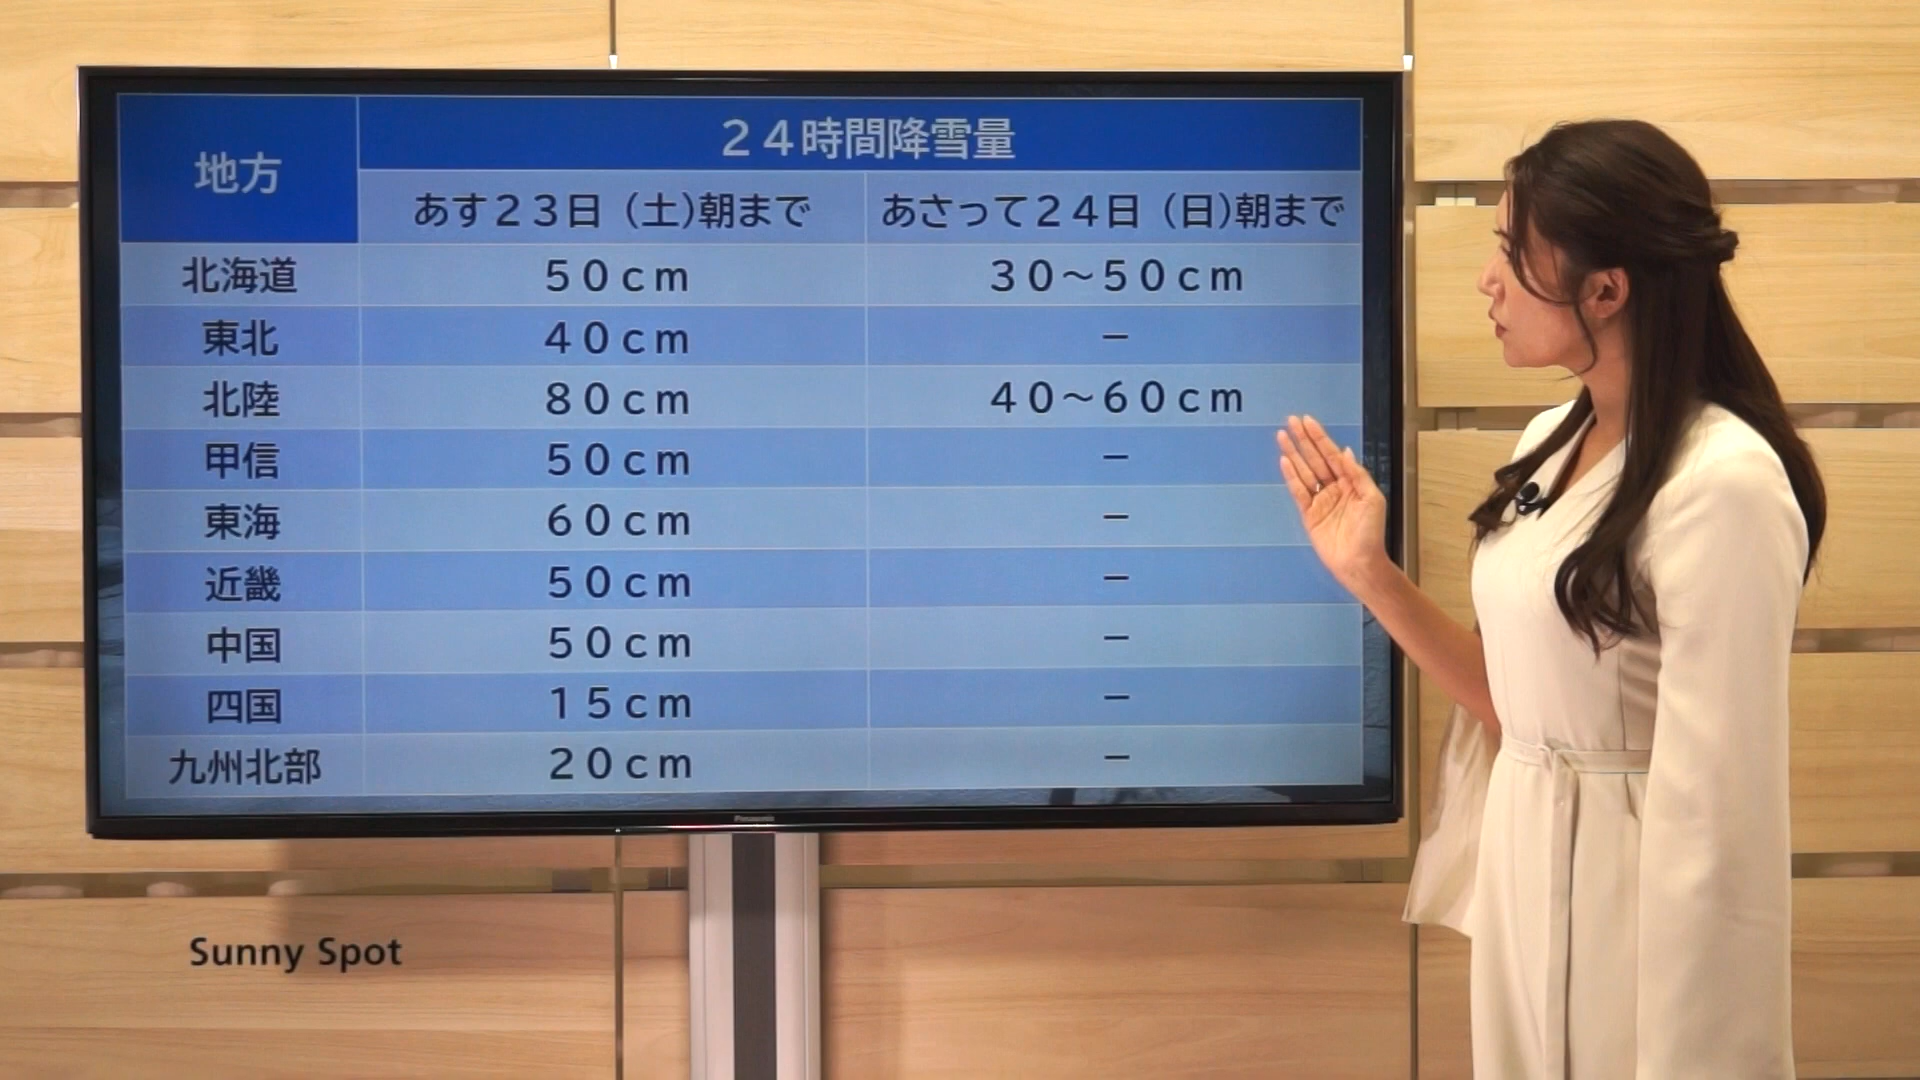 地方
２４時間降雪量
あす２３日（土）朝まで
あさって２４日（日）朝まで
北海道 ５０ｃｍ ３０～５０ｃｍ
東北 ４０ｃｍ －
北陸 ８０ｃｍ ４０～６０ｃｍ
甲信 ５０ｃｍ －
東海 ６０ｃｍ －
近畿 ５０ｃｍ －
中国 ５０ｃｍ －
四国 １５ｃｍ －
九州北部 ２０ｃｍ －
Panasonic
Sunny Spot